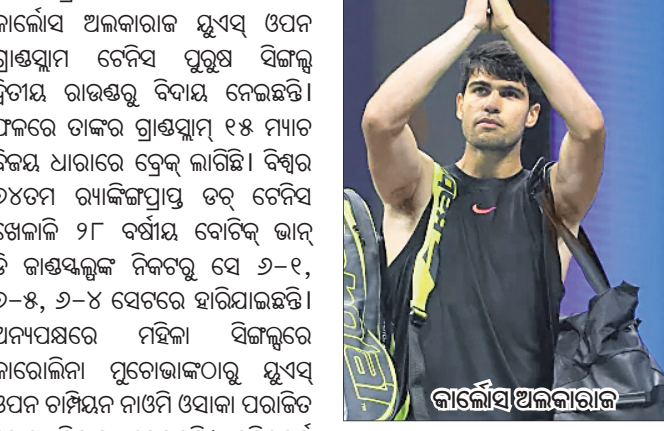 କାର୍ଲୋସ ଅଲକାରାଜ ୟୁଏସ୍ ଓପନ
ଗ୍ରାଣ୍ଡସ୍ଲାମ ଟେନିସ ପୁରୁଷ ସିଙ୍ଗଲ୍ସ
ଦ୍ୱିତୀୟ ରାଉଣ୍ଡରୁ ବିଦାୟ ନେଇଛନ୍ତି।
ଫଳରେ ତାଙ୍କର ଗ୍ରାଣ୍ଡସ୍ଲାମ୍ ୧୫ ମ୍ୟାଚ
ବିଜୟ ଧାରାରେ ବ୍ରେକ୍ ଲାଗିଛି। ବିଶ୍ୱର
୭୪ତମ ର‍୍ୟାଙ୍କିଙ୍ଗପ୍ରାପ୍ତ ଡଚ୍ ଟେନିସ
ଖେଳାଳି ୨୮ ବର୍ଷୀୟ ବୋଟିକ୍ ଭାନ୍
ଡି ଜାଣ୍ଡସ୍କଲ୍ପଙ୍କ ନିକଟରୁ ସେ ୬-୧,
୭-୫, ୬-୪ ସେଟରେ ହାରିଯାଇଛନ୍ତି।
ଅନ୍ୟପକ୍ଷରେ ମହିଳା ସିଙ୍ଗଲ୍ସରେ
କାରୋଲିନା ମୁଚୋଭାଙ୍କଠାରୁ ୟୁଏସ୍
ଓପନ ଚାମ୍ପିୟନ ନାଓମି ଓସାକା ପରାଜିତ
କାର୍ଲୋସ ଅଲକାରାଜ